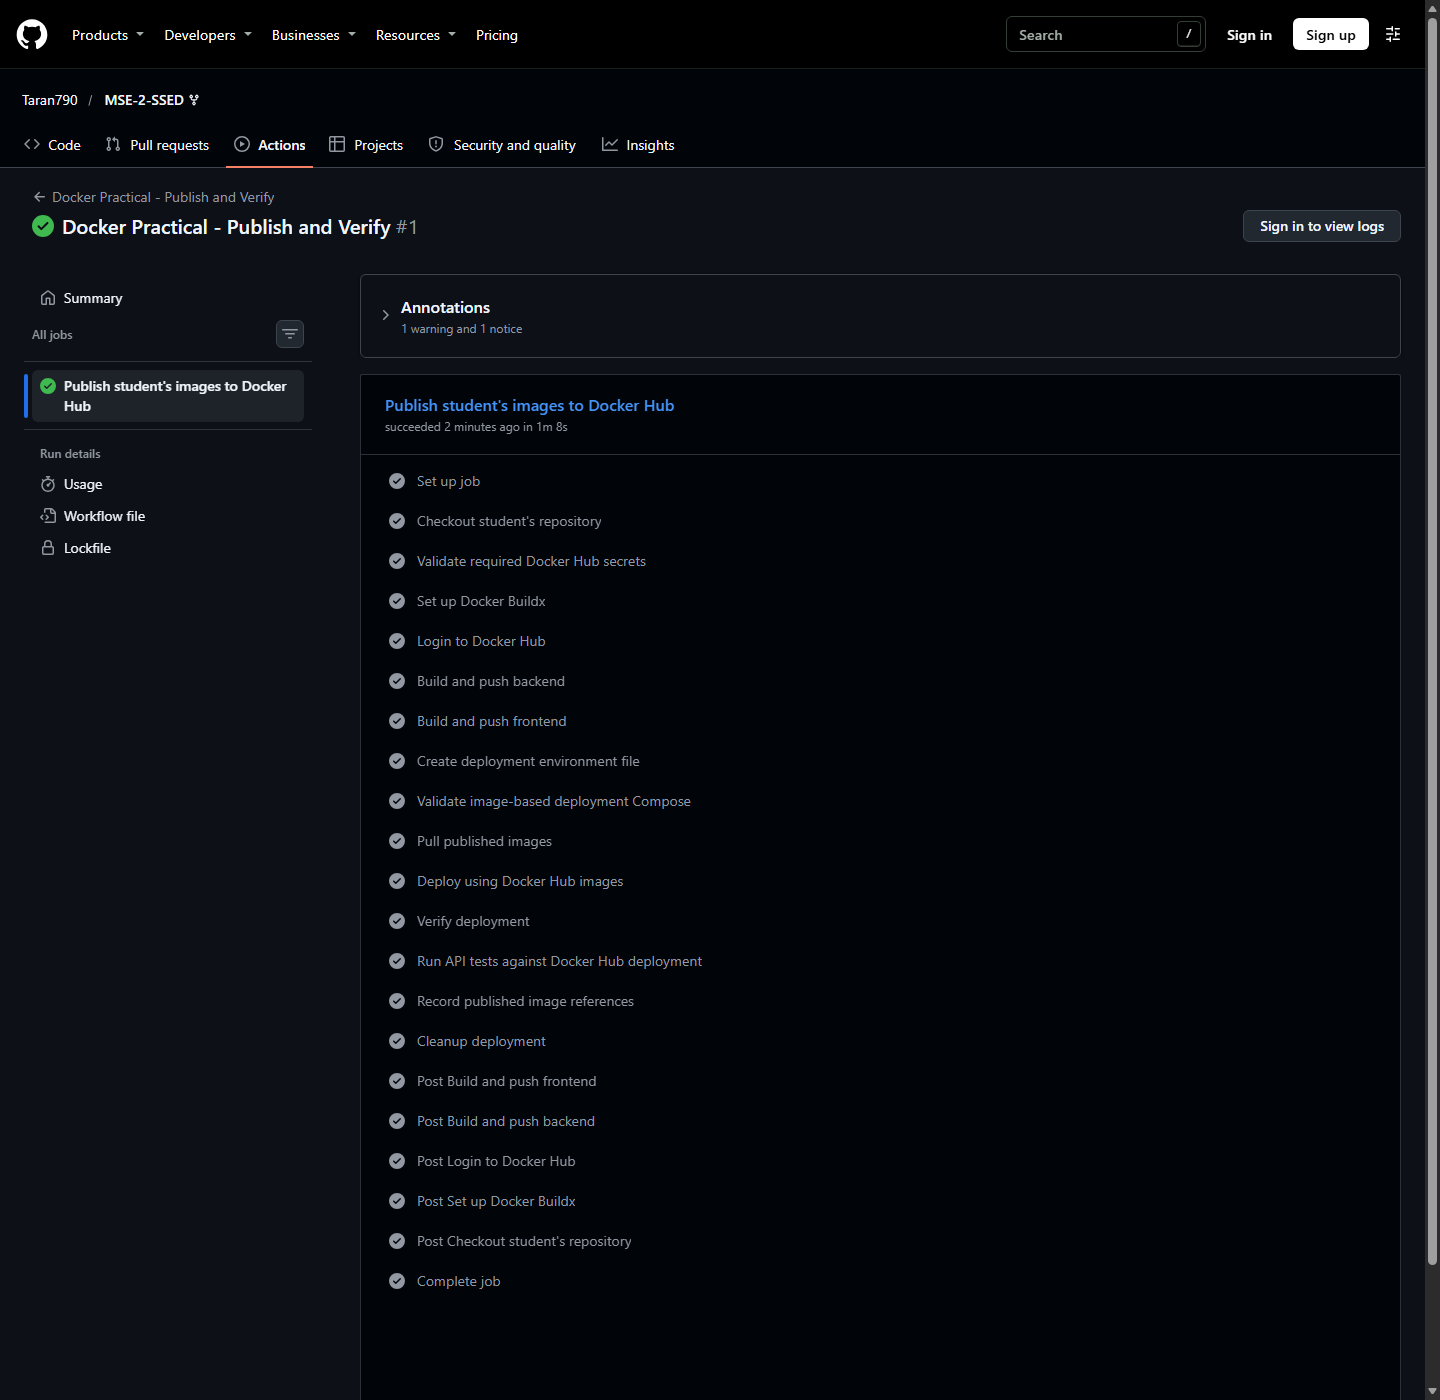 Products Developers Businesses Resources Pricing Search / Sign in Sign up
Taran790 / MSE-2-SSED
Code Pull requests Actions Projects Security and quality Insights
Docker Practical - Publish and Verify
Docker Practical - Publish and Verify #1
Sign in to view logs
Summary
All jobs
Publish student's images to Docker
Hub
Run details
Usage
Workflow file
Lockfile
Annotations
1 warning and 1 notice
Publish student's images to Docker Hub
succeeded 2 minutes ago in 1m 8s
Set up job
Checkout student's repository
Validate required Docker Hub secrets
Set up Docker Buildx
Login to Docker Hub
Build and push backend
Build and push frontend
Create deployment environment file
Validate image-based deployment Compose
Pull published images
Deploy using Docker Hub images
Verify deployment
Run API tests against Docker Hub deployment
Record published image references
Cleanup deployment
Post Build and push frontend
Post Build and push backend
Post Login to Docker Hub
Post Set up Docker Buildx
Post Checkout student's repository
Complete job